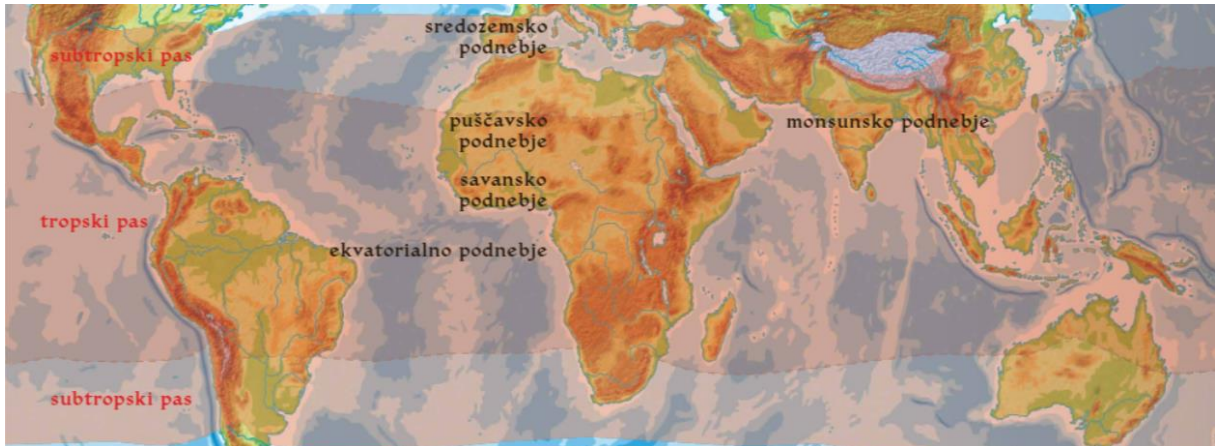 sredozemsko
podnebje
subtropski pas
puščavsko
podnebje
monsunsko podnebje
savansko
podnebje
tropski pas
ekvatorialno podnebje
subtropski pas